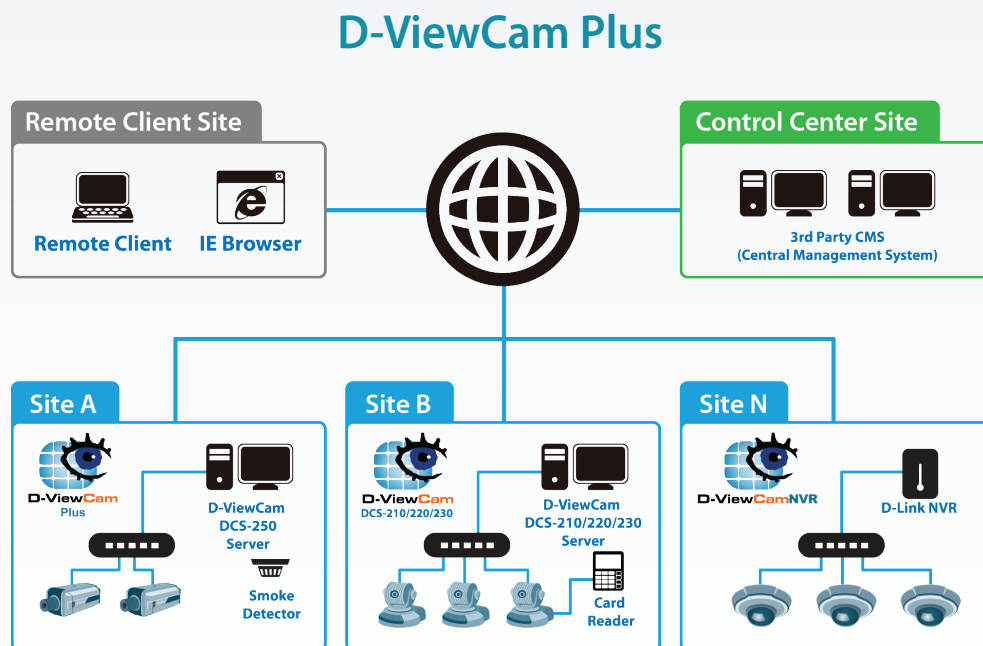 D-ViewCam Plus
Remote Client Site
Remote Client
IE Browser
Control Center Site
3rd Party CMS
(Central Management System)
Site A
D-ViewCam
Plus
D-ViewCam
DCS-250
Server
Smoke
Detector
Site B
D-ViewCam
DCS-210/220/230
D-ViewCam
DCS-210/220/230
Server
Card
Reader
Site N
D-ViewCamNVR
D-Link NVR